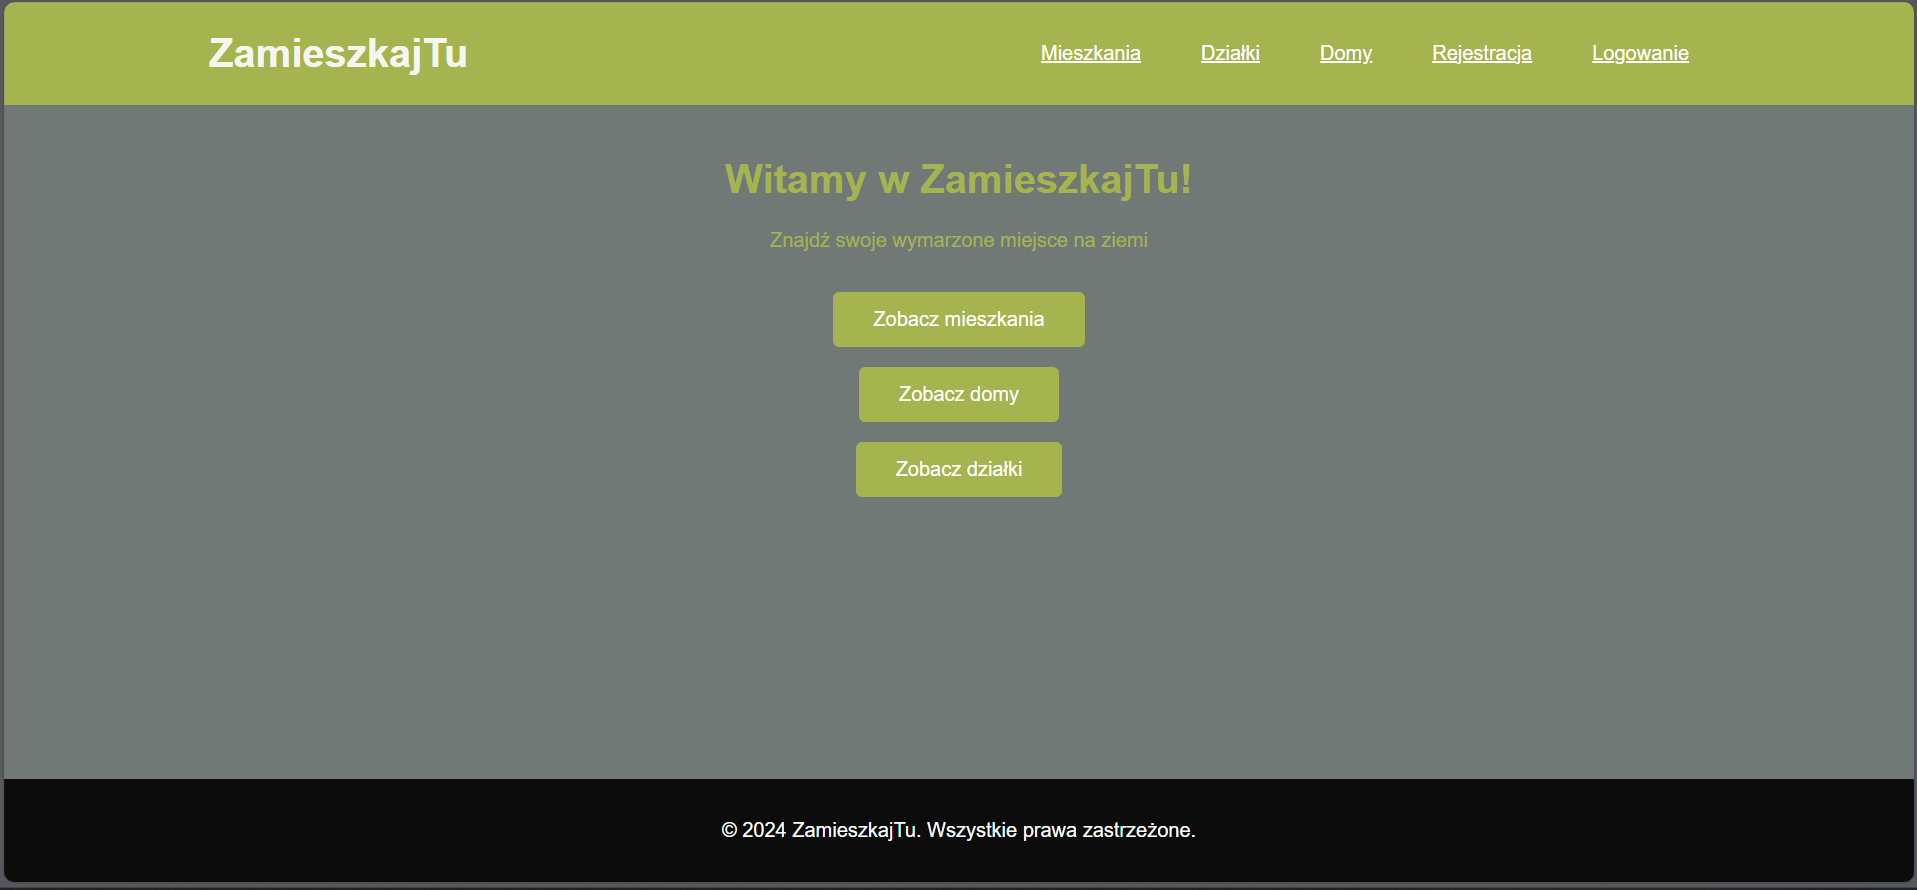 ZamieszkajTu
Mieszkania Działki Domy Rejestracja Logowanie
Witamy w ZamieszkajTu!
Znajdź swoje wymarzone miejsce na ziemi
Zobacz mieszkania
Zobacz domy
Zobacz działki
© 2024 ZamieszkajTu. Wszystkie prawa zastrzeżone.